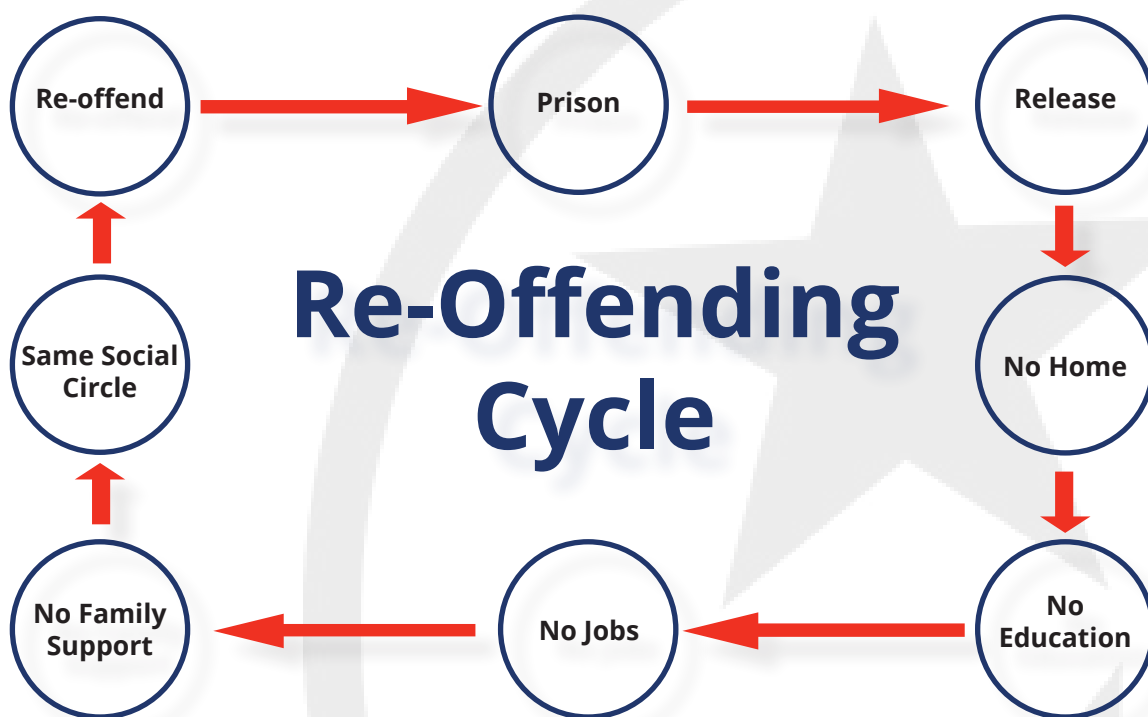 Re-offend
Prison
Release
Re-Offending
Cycle
Same Social
Circle
No Home
No Family
Support
No Jobs
No
Education